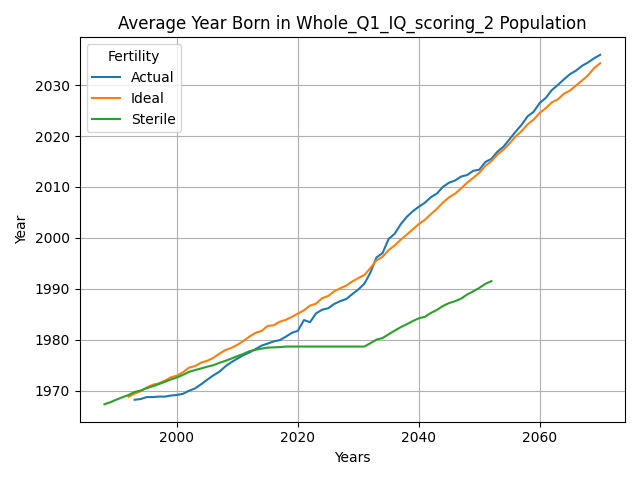 Average Year Born in Whole_Q1_IQ_scoring_2 Population
Fertility
Actual
Ideal
Sterile
2030
2020
2010
2000
1990
1980
1970
Year
2000 2020 2040 2060
Years